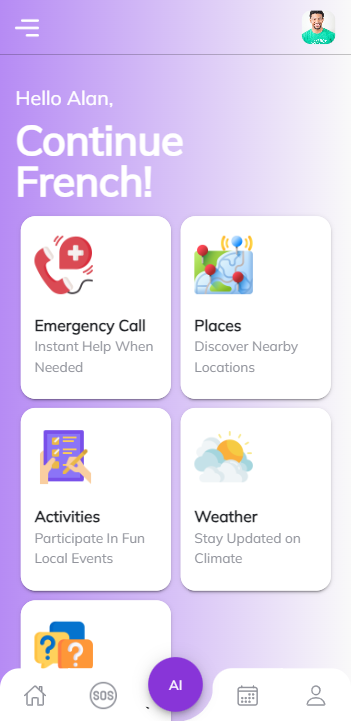 Hello Alan,
Continue
French!
Emergency Call
Instant Help When
Needed
Places
Discover Nearby
Locations
Activities
Participate In Fun
Local Events
Weather
Stay Updated on
Climate
SOS
AI